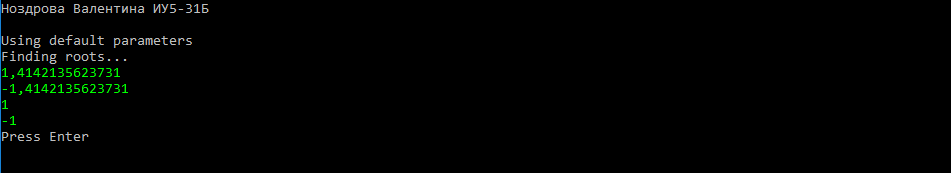 Ноздрова Валентина ИУ5-31Б
Using default parameters
Finding roots...
1,4142135623731
-1,4142135623731
1
-1
Press Enter